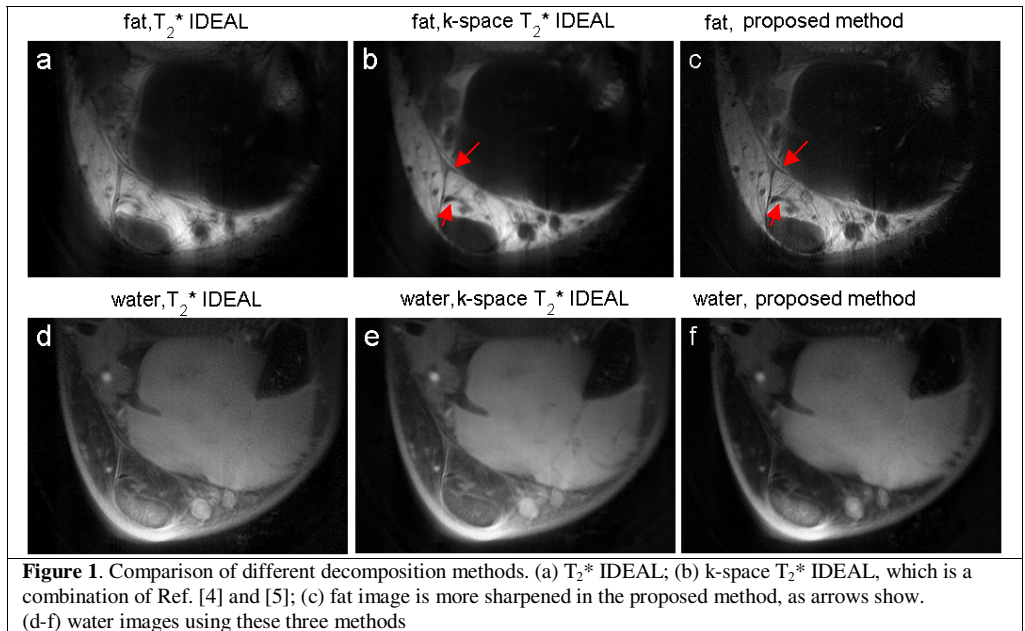 fat,T₂* IDEAL fat,k-space T₂* IDEAL fat, proposed method
a b c
water,T₂* IDEAL water,k-space T₂* IDEAL water, proposed method
d e f
Figure 1. Comparison of different decomposition methods. (a) T₂* IDEAL; (b) k-space T₂* IDEAL, which is a
combination of Ref. [4] and [5]; (c) fat image is more sharpened in the proposed method, as arrows show.
(d-f) water images using these three methods